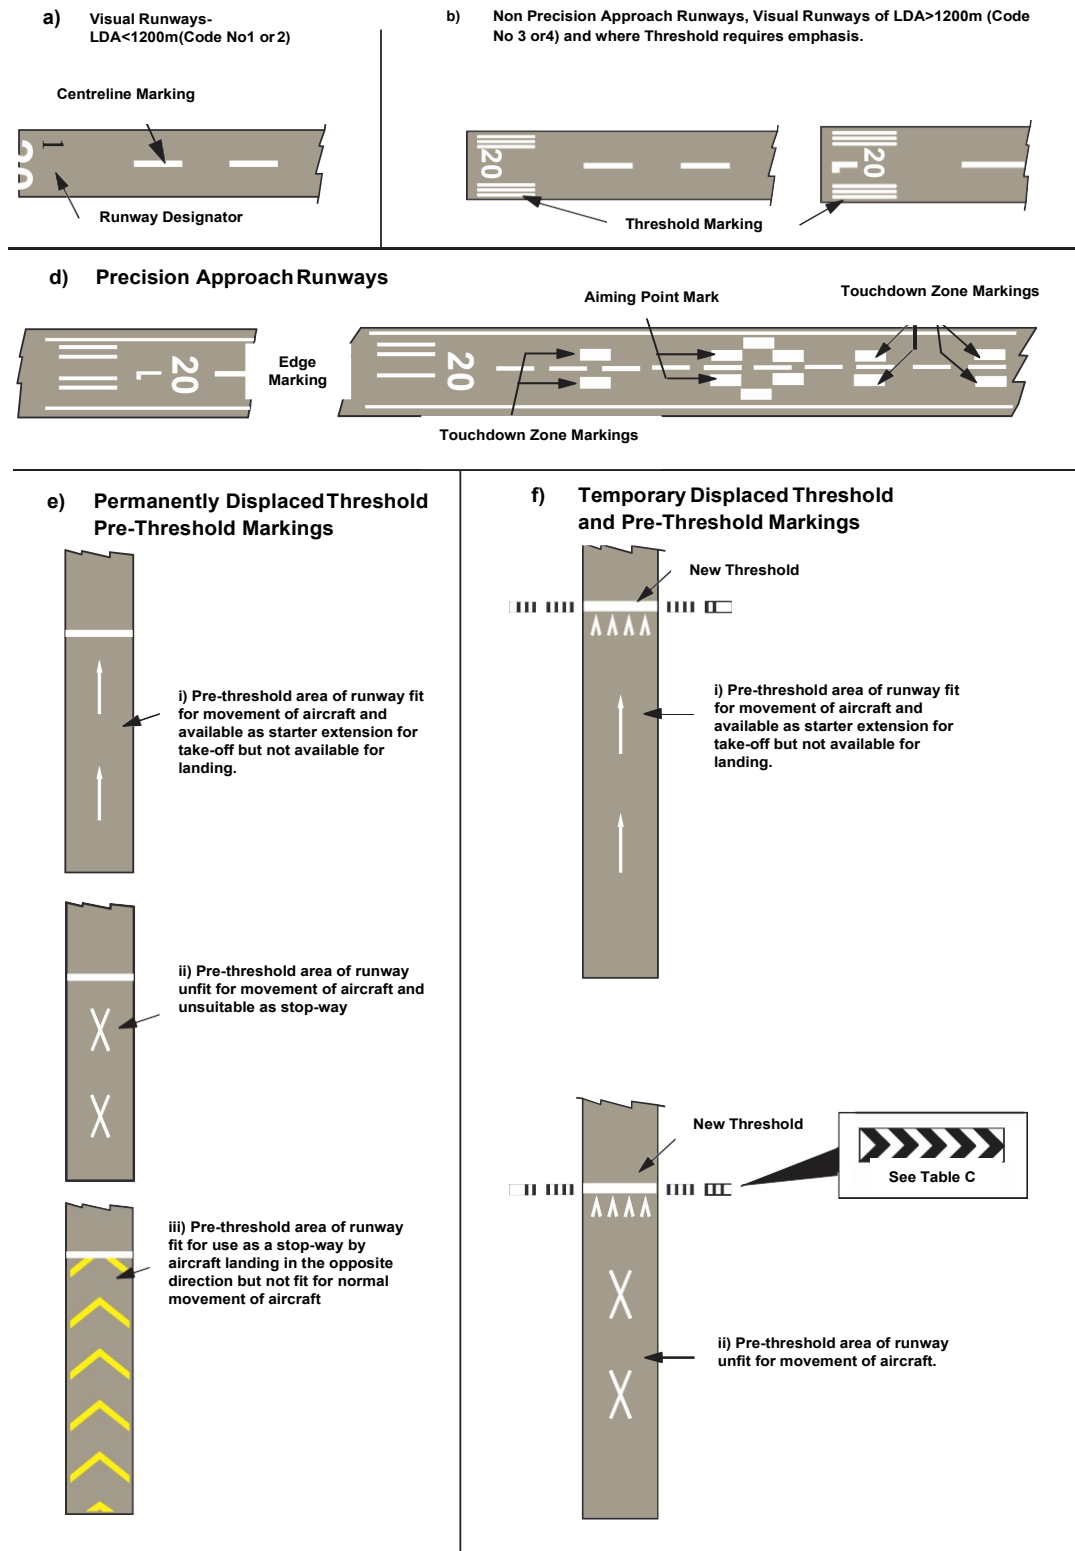 a) Visual Runways-
LDA<1200m(Code No1 or 2)
Centreline Marking
20
1
Runway Designator
b) Non Precision Approach Runways, Visual Runways of LDA>1200m (Code
No 3 or4) and where Threshold requires emphasis.
20
20
L
Threshold Marking
d) Precision Approach Runways
Aiming Point Mark
Touchdown Zone Markings
20
L
Edge
Marking
20
Touchdown Zone Markings
e) Permanently Displaced Threshold
Pre-Threshold Markings
i) Pre-threshold area of runway fit
for movement of aircraft and
available as starter extension for
take-off but not available for
landing.
ii) Pre-threshold area of runway
unfit for movement of aircraft and
unsuitable as stop-way
iii) Pre-threshold area of runway
fit for use as a stop-way by
aircraft landing in the opposite
direction but not fit for normal
movement of aircraft
f) Temporary Displaced Threshold
and Pre-Threshold Markings
New Threshold
i) Pre-threshold area of runway fit
for movement of aircraft and
available as starter extension for
take-off but not available for
landing.
New Threshold
See Table C
ii) Pre-threshold area of runway
unfit for movement of aircraft.